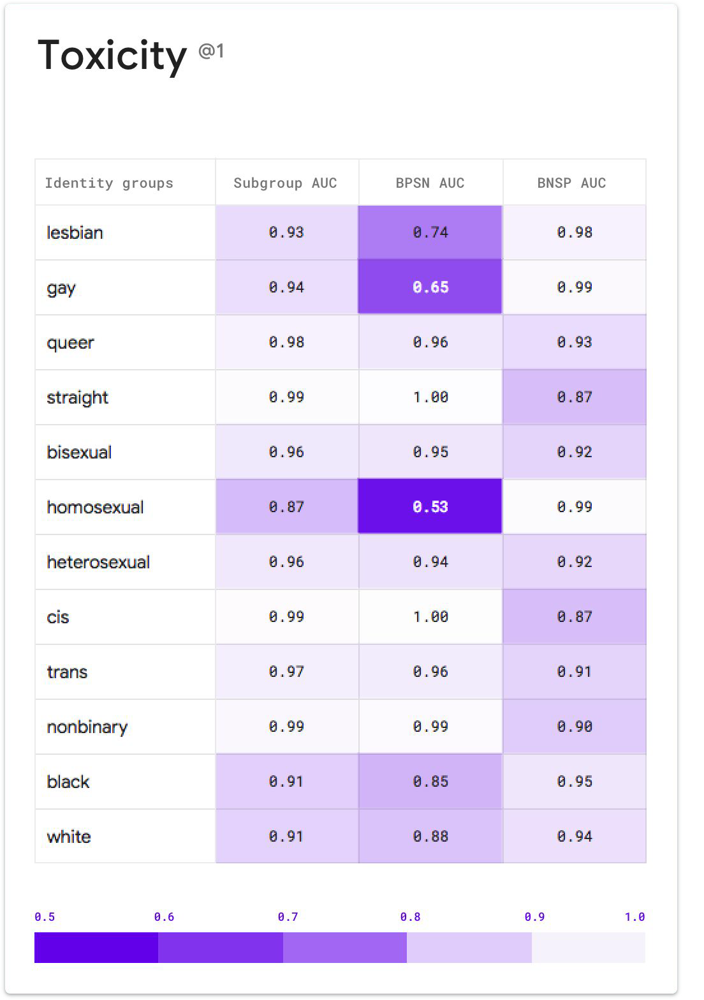 Toxicity @1
Identity groups Subgroup AUC BPSN AUC BNSP AUC
lesbian 0.93 0.74 0.98
gay 0.94 0.65 0.99
queer 0.98 0.96 0.93
straight 0.99 1.00 0.87
bisexual 0.96 0.95 0.92
homosexual 0.87 0.53 0.99
heterosexual 0.96 0.94 0.92
cis 0.99 1.00 0.87
trans 0.97 0.96 0.91
nonbinary 0.99 0.99 0.90
black 0.91 0.85 0.95
white 0.91 0.88 0.94
0.5 0.6 0.7 0.8 0.9 1.0